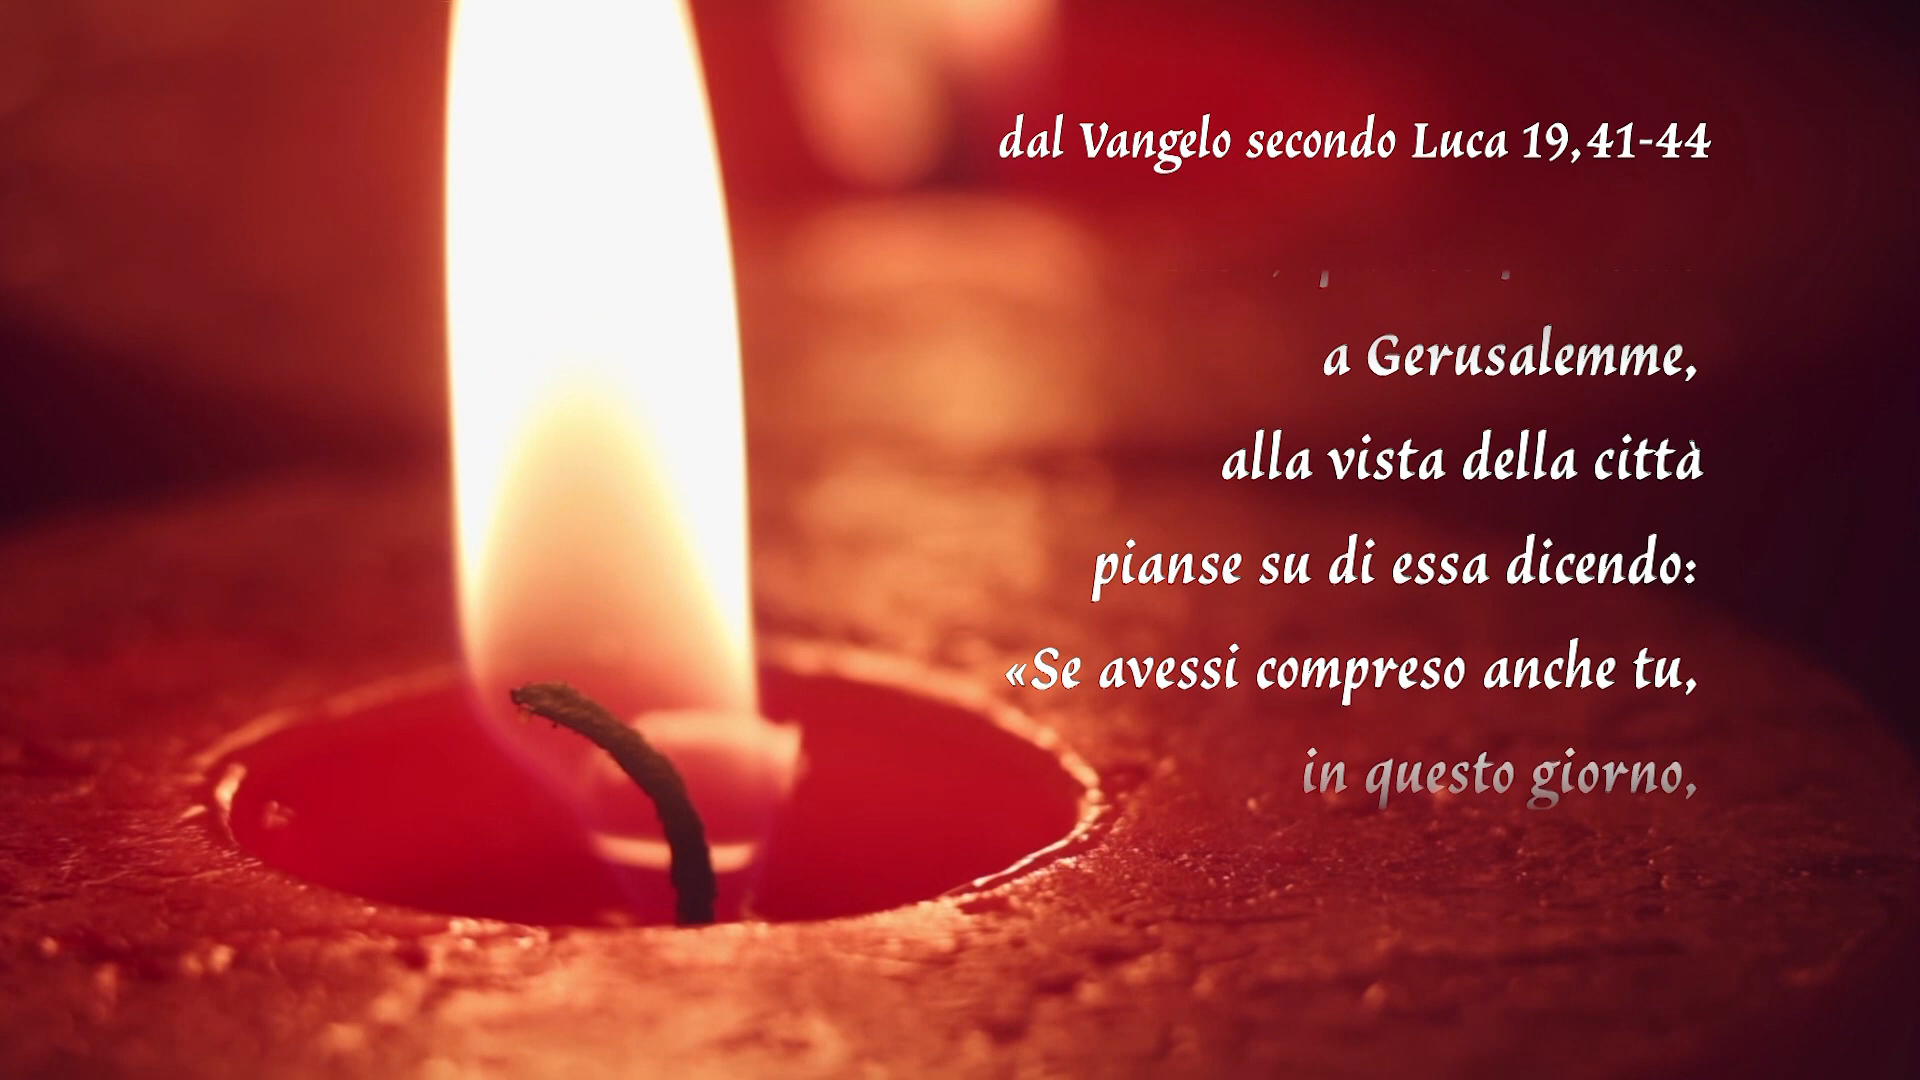 dal Vangelo secondo Luca 19,41-44
a Gerusalemme,
alla vista della città
pianse su di essa dicendo:
«Se avessi compreso anche tu,
in questo giorno,